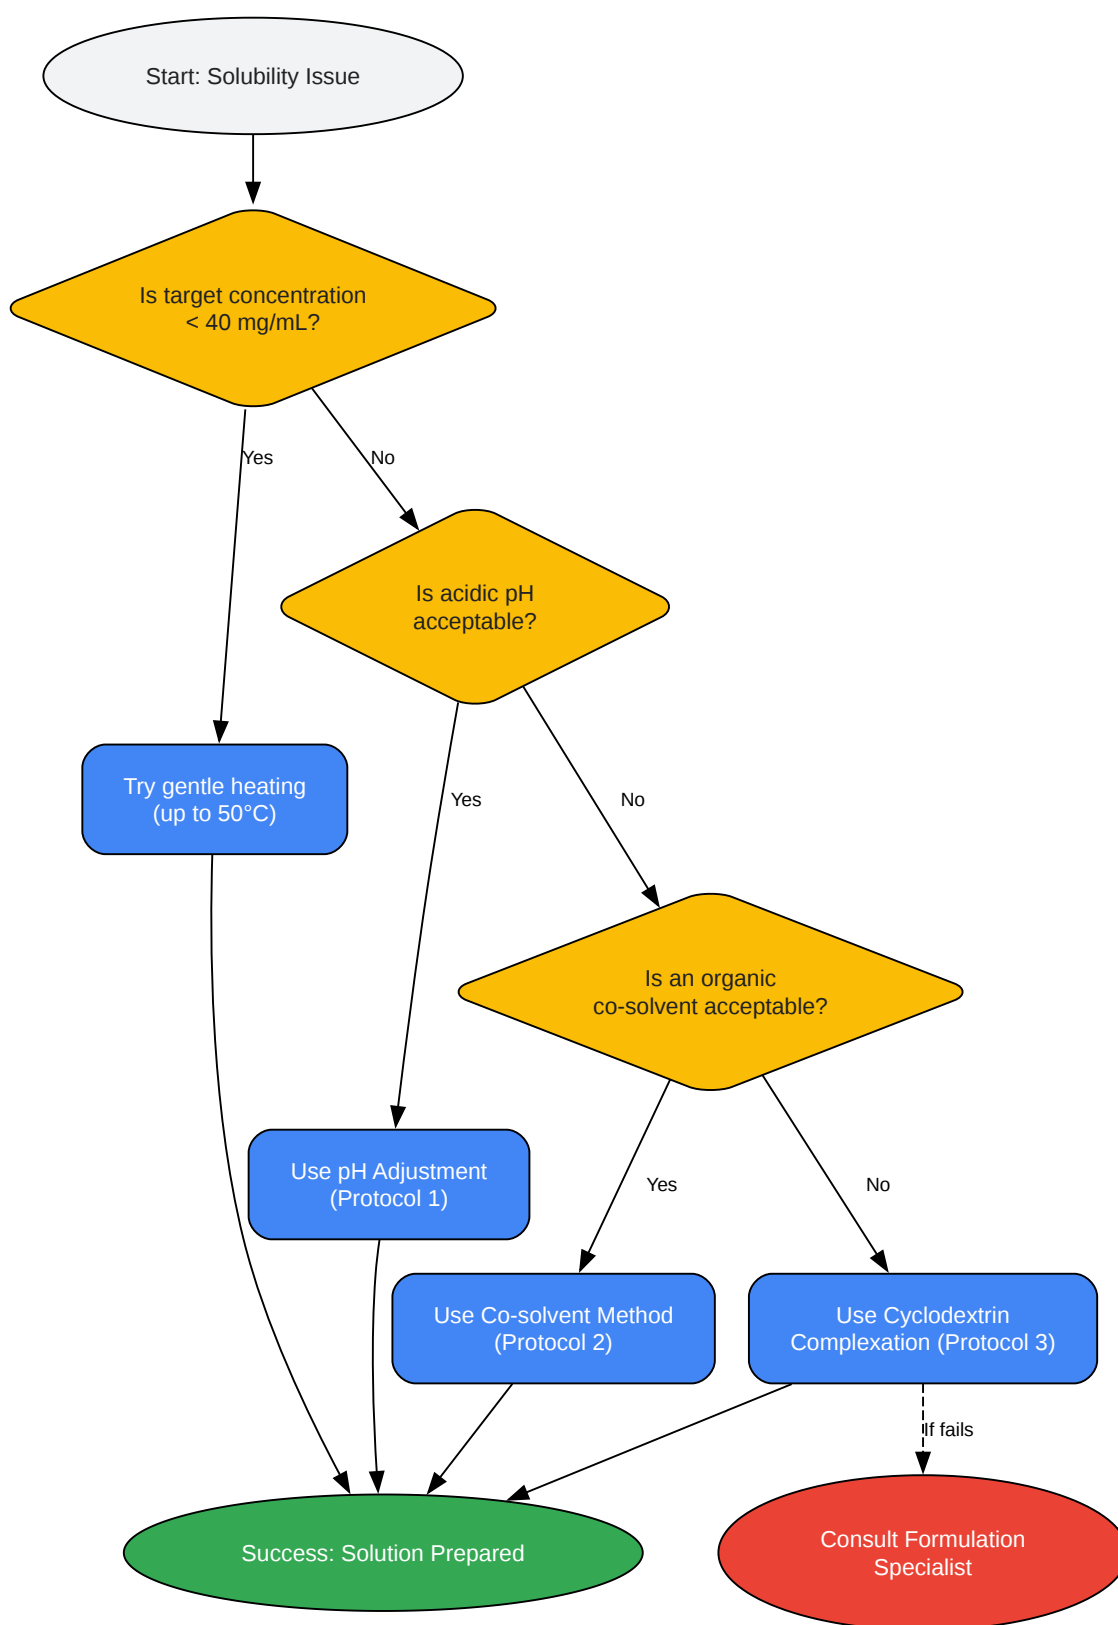 Start: Solubility Issue
Is target concentration
< 40 mg/mL?
Yes
No
Is acidic pH
acceptable?
Try gentle heating
(up to 50°C)
Yes
No
Is an organic
co-solvent acceptable?
Use pH Adjustment
(Protocol 1)
Yes
No
Use Co-solvent Method
(Protocol 2)
Use Cyclodextrin
Complexation (Protocol 3)
If fails
Success: Solution Prepared
Consult Formulation
Specialist